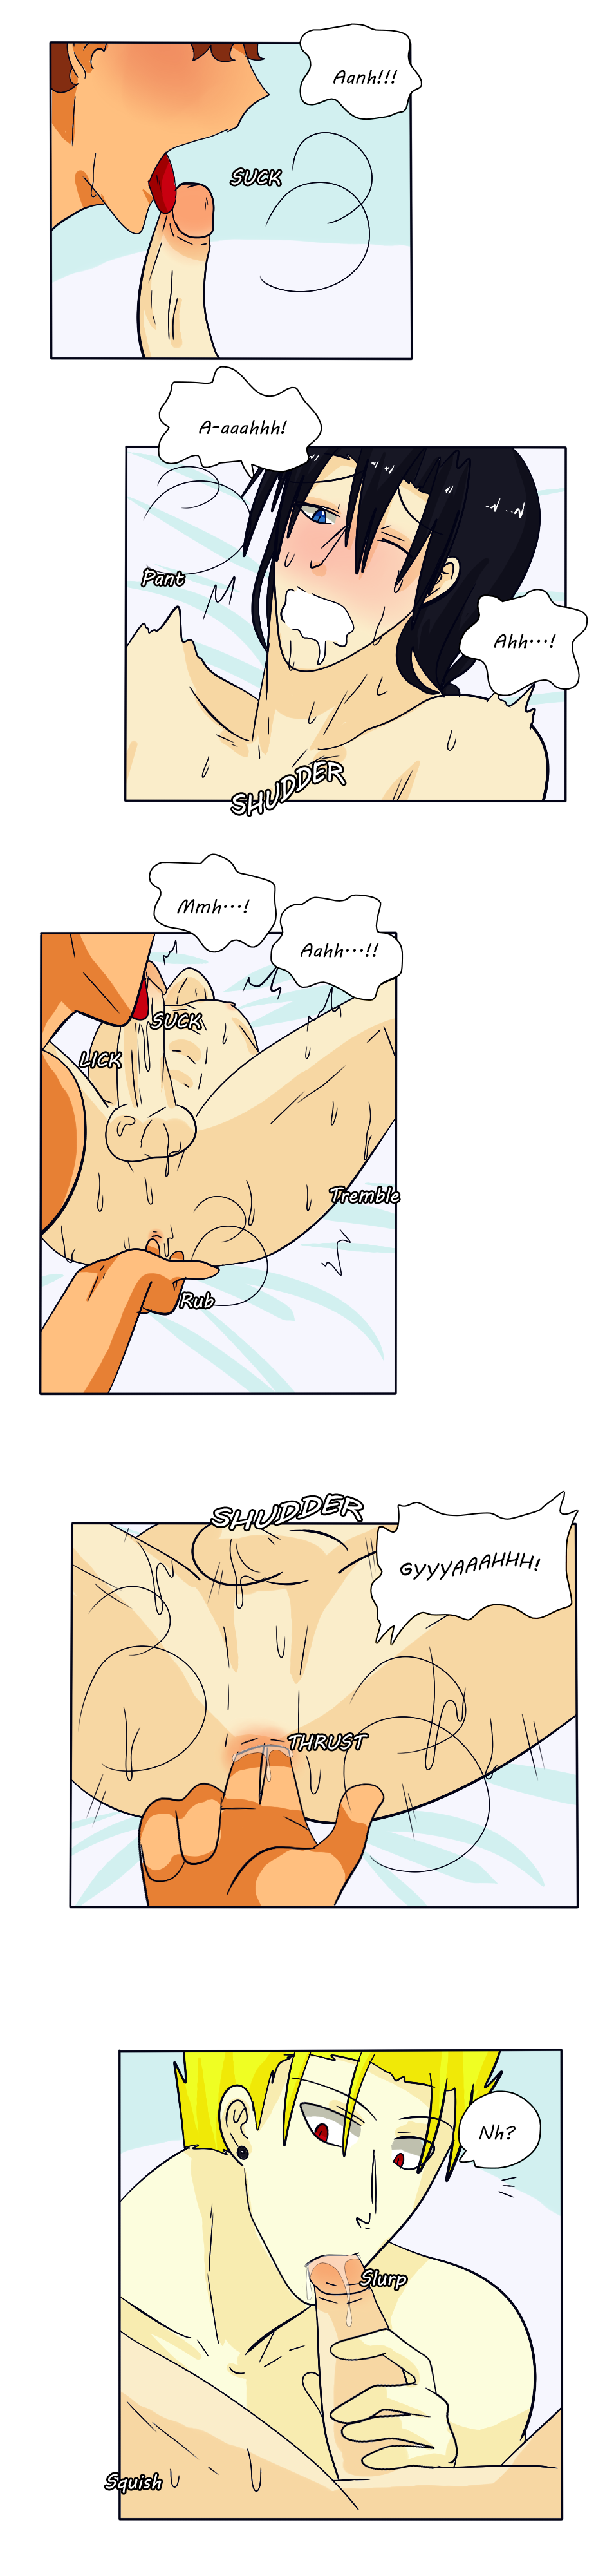 Aanh!!!
SUCK
A-aaahhh!
Pant
Ahh...!
SHUDDER
Mmh...!
Aahh...!!
SUCK
LICK
Tremble
Rub
SHUDDER
GYYYAAAHHH!
THRUST
Nh?
Slurp
Squish